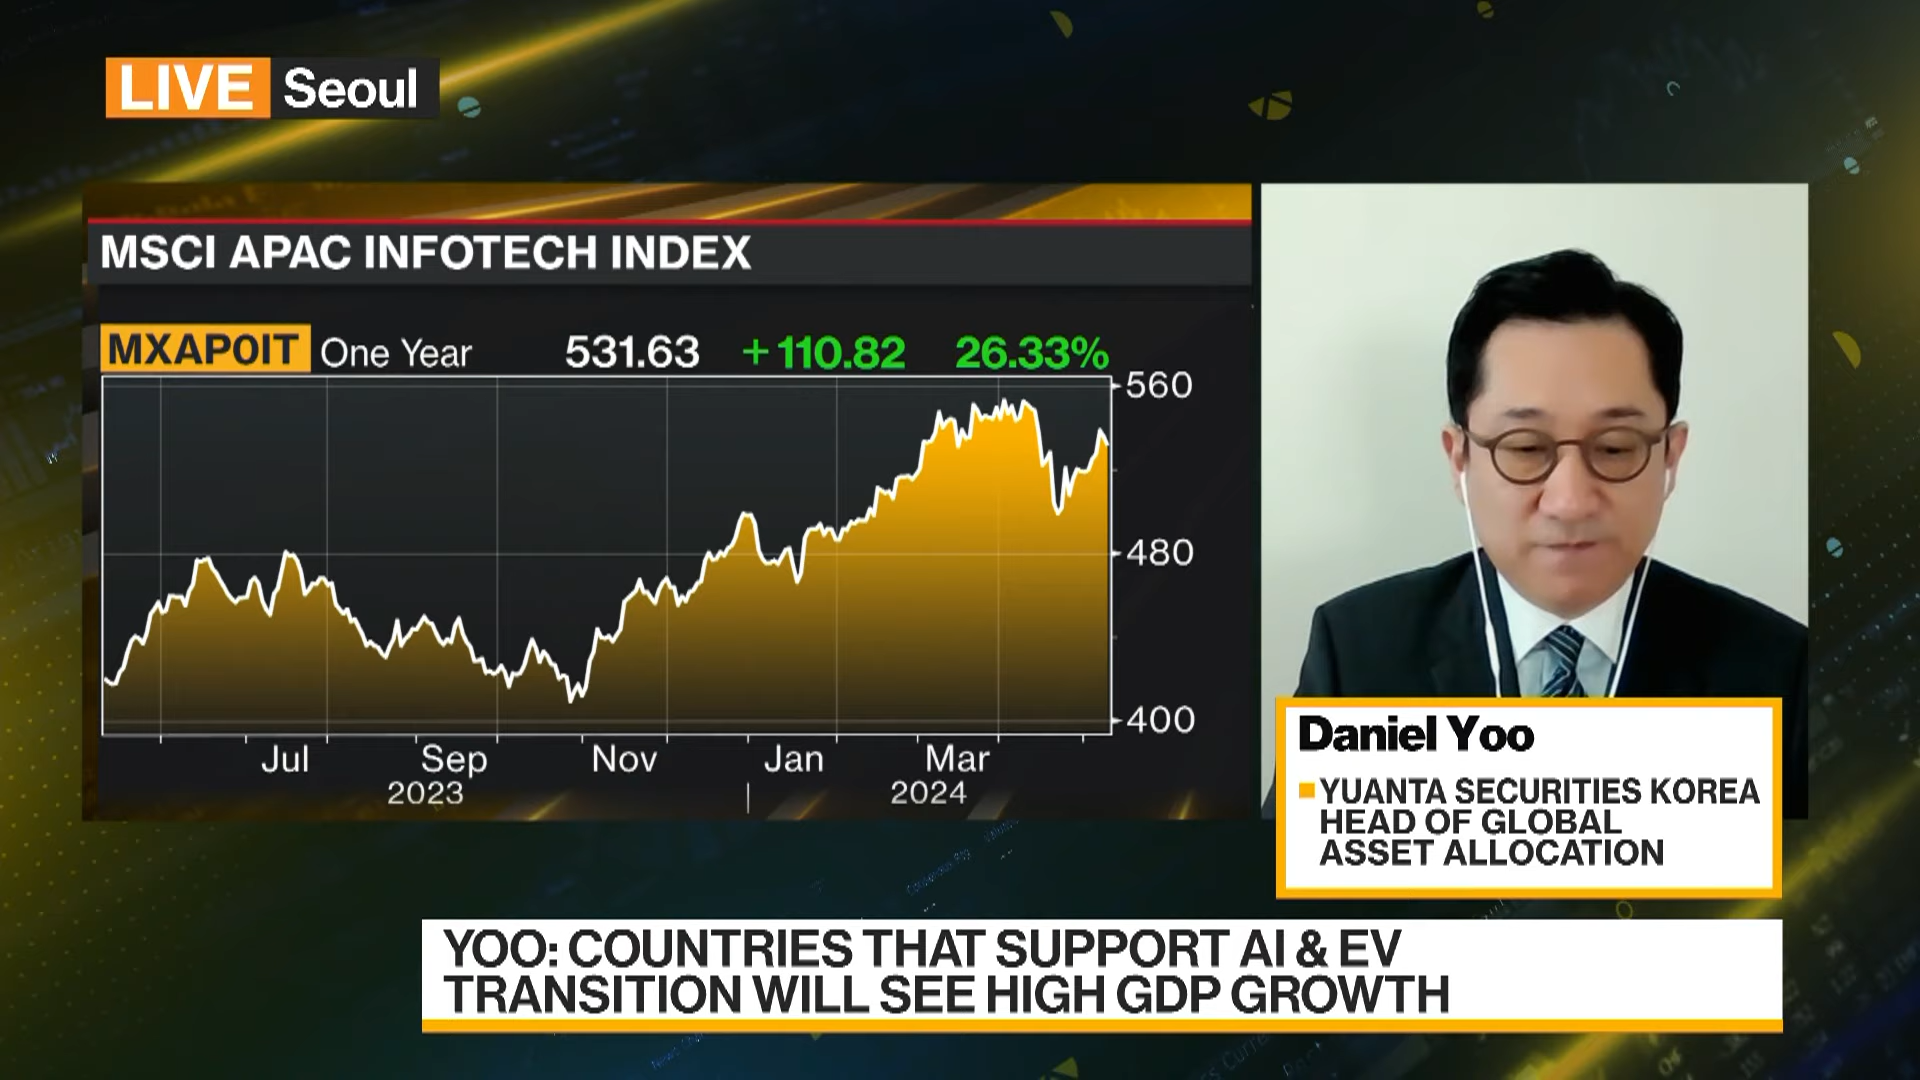 LIVE Seoul
MSCI APAC INFOTECH INDEX
MXAP0IT One Year 531.63 +110.82 26.33%
560
480
400
Jul Sep Nov Jan Mar
2023 2024
Daniel Yoo
YUANTA SECURITIES KOREA
HEAD OF GLOBAL
ASSET ALLOCATION
YOO: COUNTRIES THAT SUPPORT AI & EV
TRANSITION WILL SEE HIGH GDP GROWTH